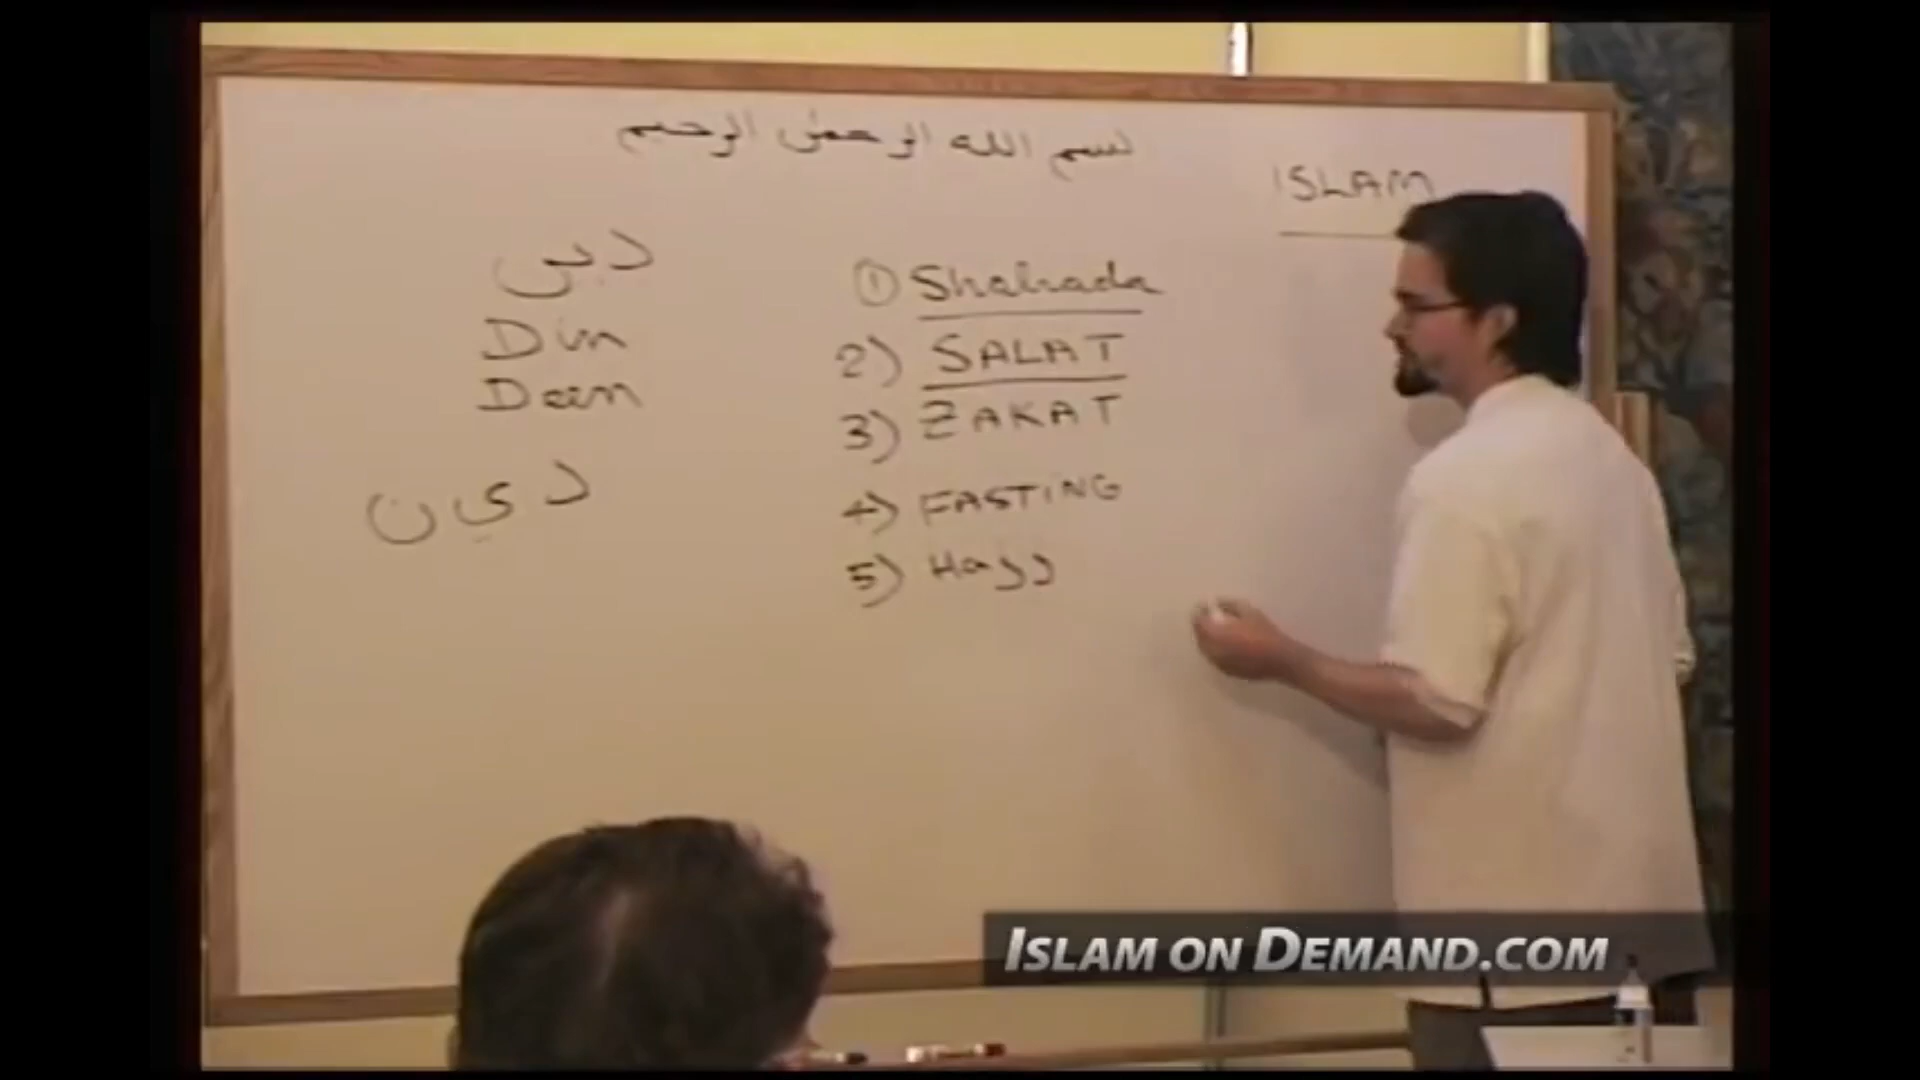 بسم الله الرحمن الرحيم
ISLAM
دين
Din
Deen
د ي ن
① Shahada
2) SALAT
3) ZAKAT
4) FASTING
5) Hajj
ISLAM ON DEMAND.COM